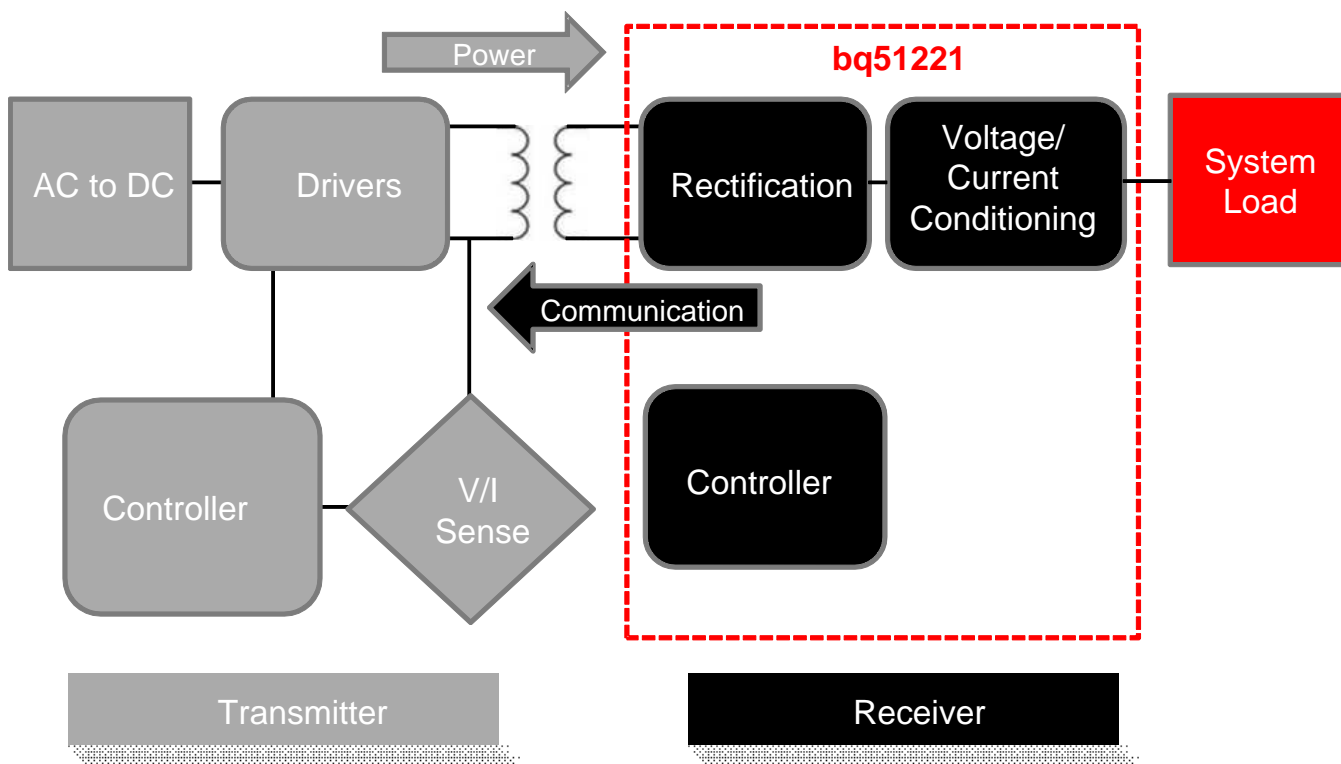 Power
bq51221
AC to DC
Drivers
Rectification
Voltage/
Current
Conditioning
System
Load
Communication
Controller
V/I
Sense
Controller
Transmitter
Receiver